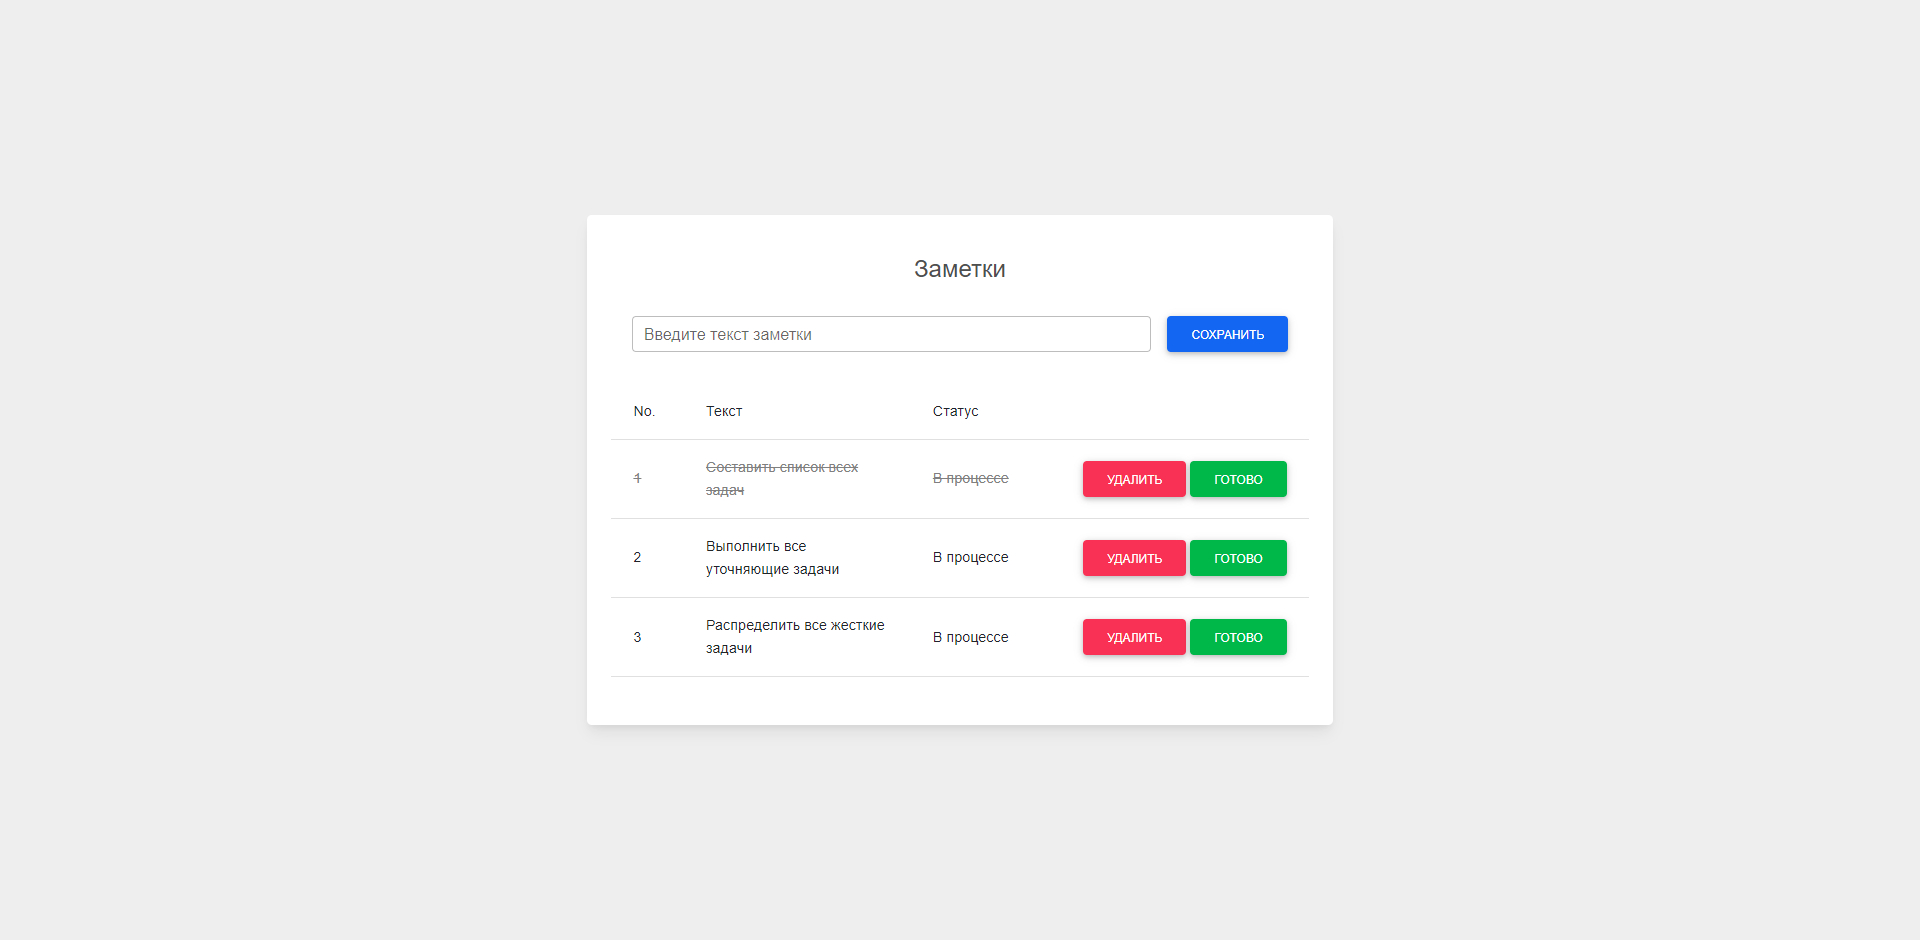 Заметки
Введите текст заметки
СОХРАНИТЬ
No. Текст Статус
1 Составить список всех задач В процессе УДАЛИТЬ ГОТОВО
2 Выполнить все уточняющие задачи В процессе УДАЛИТЬ ГОТОВО
3 Распределить все жесткие задачи В процессе УДАЛИТЬ ГОТОВО